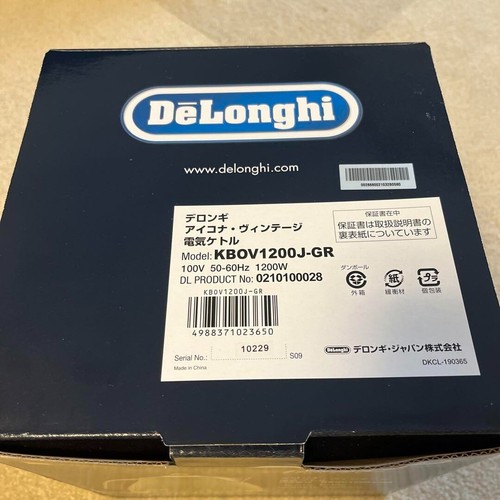 DeLonghi
www.delonghi.com
デロンギ
アイコナ・ヴィンテージ
電気ケトル
Model: KBOV1200J-GR
100V 50-60Hz 1200W
DL PRODUCT No: 0210100028
KBOV1200J-GR
4988371023650
Serial No.: 10229 S09
Made in China
保証書在中
保証書は取扱説明書の
裏表紙についています
ダンボール
外箱
紙
緩衝材
プラ
個包装
DeLonghi デロンギ・ジャパン株式会社
DKCL-190365